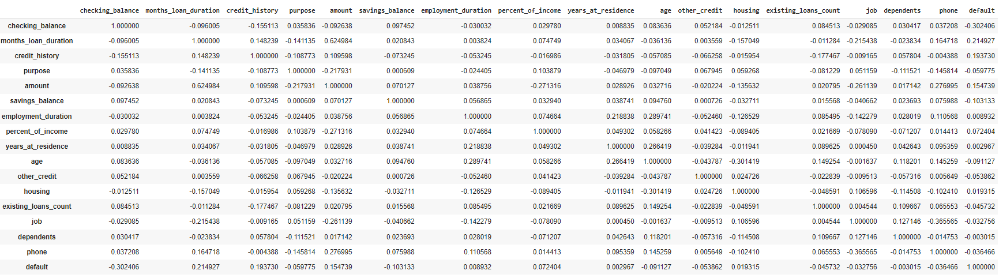 checking_balance months_loan_duration credit_history purpose amount savings_balance employment_duration percent_of_income years_at_residence age other_credit housing existing_loans_count job dependents phone default
checking_balance 1.000000 -0.096005 -0.155113 0.035836 -0.092638 0.097452 -0.030032 0.029780 0.008835 0.083636 0.052184 -0.012511 0.084513 -0.029085 0.030417 0.037208 -0.302406
months_loan_duration -0.096005 1.000000 0.148239 -0.141135 0.624984 0.020843 0.003824 0.074749 0.034067 -0.036136 0.003559 -0.157049 -0.011284 -0.215438 -0.023834 0.164718 0.214927
credit_history -0.155113 0.148239 1.000000 -0.108773 0.109598 -0.073245 -0.053245 -0.016986 -0.031805 -0.057085 -0.066258 -0.015954 -0.177467 -0.009165 0.057804 -0.004388 0.193730
purpose 0.035836 -0.141135 -0.108773 1.000000 -0.217931 0.000609 -0.024405 0.103879 -0.046979 -0.097049 0.067945 0.059268 -0.081229 0.051159 -0.111521 -0.145814 -0.059775
amount -0.092638 0.624984 0.109598 -0.217931 1.000000 0.070127 0.038756 -0.271316 0.028926 0.032716 -0.020224 -0.135632 0.020795 -0.261139 0.017142 0.276995 0.154739
savings_balance 0.097452 0.020843 -0.073245 0.000609 0.070127 1.000000 0.056865 0.032940 0.038741 0.094760 0.000726 -0.032711 0.015568 -0.040662 0.023693 0.075988 -0.103133
employment_duration -0.030032 0.003824 -0.053245 -0.024405 0.038756 0.056865 1.000000 0.074664 0.218838 0.289741 -0.052460 -0.126529 0.085495 -0.142279 0.028019 0.110568 0.008932
percent_of_income 0.029780 0.074749 -0.016986 0.103879 -0.271316 0.032940 0.074664 1.000000 0.049302 0.058266 0.041423 -0.089405 0.021669 -0.078090 -0.071207 0.014413 0.072404
years_at_residence 0.008835 0.034067 -0.031805 -0.046979 0.028926 0.038741 0.218838 0.049302 1.000000 0.266419 -0.039284 -0.011941 0.089625 0.000450 0.042643 0.095359 0.002967
age 0.083636 -0.036136 -0.057085 -0.097049 0.032716 0.094760 0.289741 0.058266 0.266419 1.000000 -0.043787 -0.301419 0.149254 -0.001637 0.118201 0.145259 -0.091127
other_credit 0.052184 0.003559 -0.066258 0.067945 -0.020224 0.000726 -0.052460 0.041423 -0.039284 -0.043787 1.000000 0.024726 -0.022839 -0.009513 -0.057316 0.005649 -0.053862
housing -0.012511 -0.157049 -0.015954 0.059268 -0.135632 -0.032711 -0.126529 -0.089405 -0.011941 -0.301419 0.024726 1.000000 -0.048591 0.106596 -0.114508 -0.102410 0.019315
existing_loans_count 0.084513 -0.011284 -0.177467 -0.081229 0.020795 0.015568 0.085495 0.021669 0.089625 0.149254 -0.022839 -0.048591 1.000000 0.004544 0.109667 0.065553 -0.045732
job -0.029085 -0.215438 -0.009165 0.051159 -0.261139 -0.040662 -0.142279 -0.078090 0.000450 -0.001637 -0.009513 0.106596 0.004544 1.000000 0.127146 -0.365565 -0.032756
dependents 0.030417 -0.023834 0.057804 -0.111521 0.017142 0.023693 0.028019 -0.071207 0.042643 0.118201 -0.057316 -0.114508 0.109667 0.127146 1.000000 -0.014753 -0.003015
phone 0.037208 0.164718 -0.004388 -0.145814 0.276995 0.075988 0.110568 0.014413 0.095359 0.145259 0.005649 -0.102410 0.065553 -0.365565 -0.014753 1.000000 -0.036466
default -0.302406 0.214927 0.193730 -0.059775 0.154739 -0.103133 0.008932 0.072404 0.002967 -0.091127 -0.053862 0.019315 -0.045732 -0.032756 -0.003015 -0.036466 1.000000